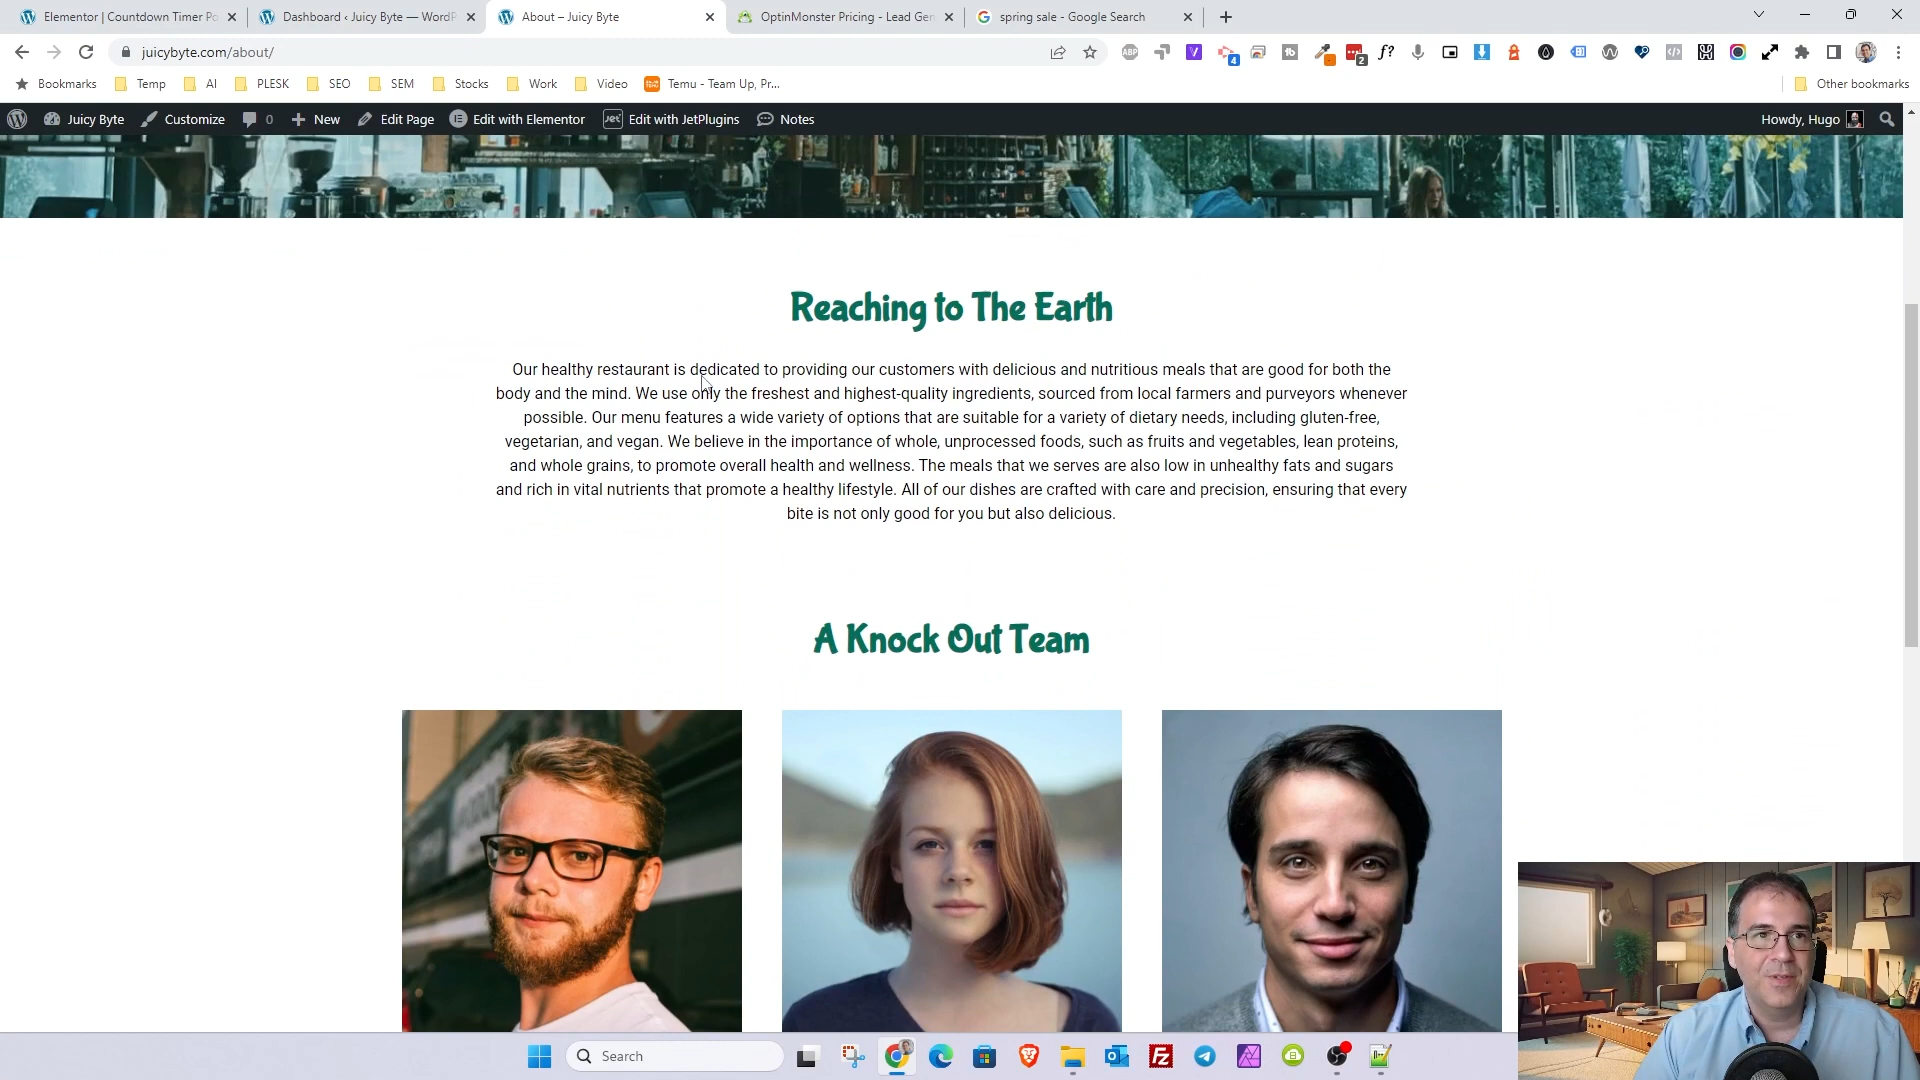 Elementor | Countdown Timer Po
Dashboard ‹ Juicy Byte — WordP
About – Juicy Byte
OptinMonster Pricing - Lead Gen
spring sale - Google Search
juicybyte.com/about/
ABP
4
2
f?
Bookmarks
Temp
AI
PLESK
SEO
SEM
Stocks
Work
Video
Temu - Team Up, Pr...
Other bookmarks
Juicy Byte
Customize
0
New
Edit Page
Edit with Elementor
Jet
Edit with JetPlugins
Notes
Howdy, Hugo
Reaching to The Earth
Our healthy restaurant is dedicated to providing our customers with delicious and nutritious meals that are good for both the
body and the mind. We use only the freshest and highest-quality ingredients, sourced from local farmers and purveyors whenever
possible. Our menu features a wide variety of options that are suitable for a variety of dietary needs, including gluten-free,
vegetarian, and vegan. We believe in the importance of whole, unprocessed foods, such as fruits and vegetables, lean proteins,
and whole grains, to promote overall health and wellness. The meals that we serves are also low in unhealthy fats and sugars
and rich in vital nutrients that promote a healthy lifestyle. All of our dishes are crafted with care and precision, ensuring that every
bite is not only good for you but also delicious.
A Knock Out Team
Search